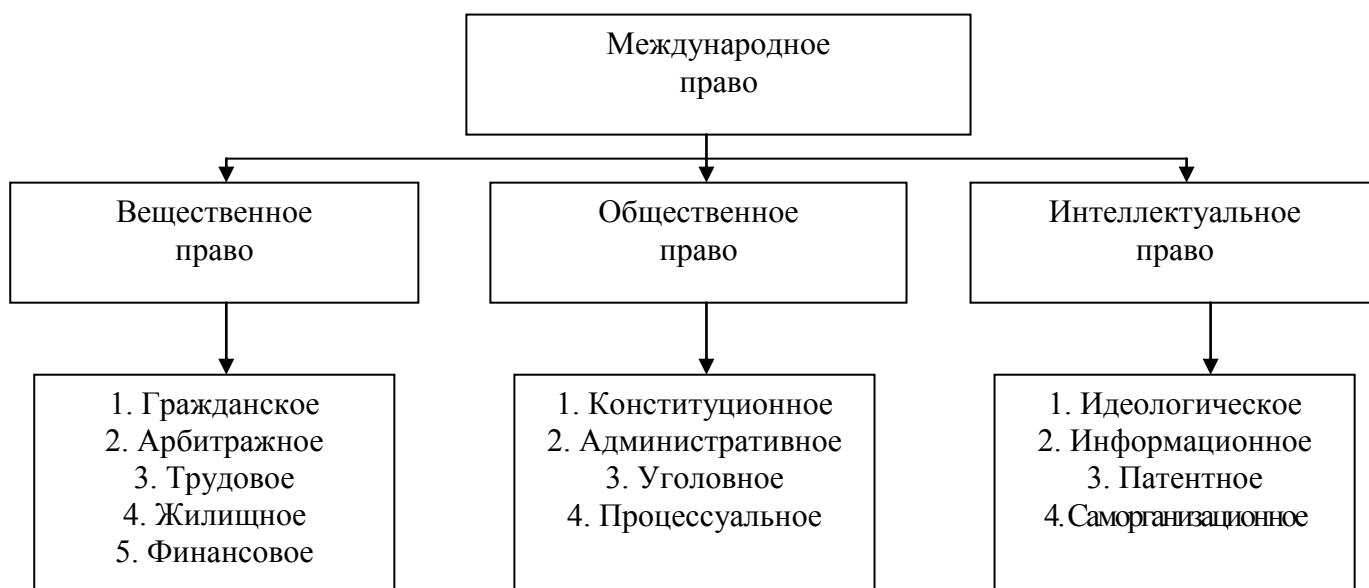 Международное
право
Вещественное
право
Общественное
право
Интеллектуальное
право
1. Гражданское
2. Арбитражное
3. Трудовое
4. Жилищное
5. Финансовое
1. Конституционное
2. Административное
3. Уголовное
4. Процессуальное
1. Идеологическое
2. Информационное
3. Патентное
4. Саморганизационное